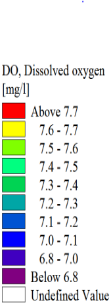 DO, Dissolved oxygen
[mg/l]
Above 7.7
7.6 - 7.7
7.5 - 7.6
7.4 - 7.5
7.3 - 7.4
7.2 - 7.3
7.1 - 7.2
7.0 - 7.1
6.8 - 7.0
Below 6.8
Undefined Value